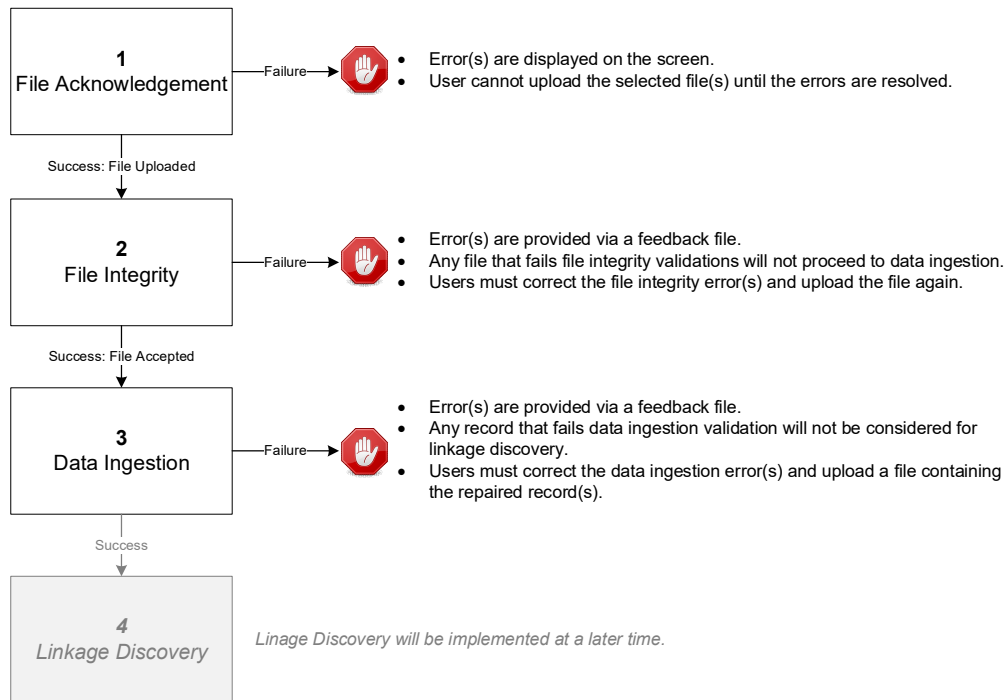 1
File Acknowledgement
Failure
• Error(s) are displayed on the screen.
• User cannot upload the selected file(s) until the errors are resolved.
Success: File Uploaded
2
File Integrity
Failure
• Error(s) are provided via a feedback file.
• Any file that fails file integrity validations will not proceed to data ingestion.
• Users must correct the file integrity error(s) and upload the file again.
Success: File Accepted
3
Data Ingestion
Failure
• Error(s) are provided via a feedback file.
• Any record that fails data ingestion validation will not be considered for
linkage discovery.
• Users must correct the data ingestion error(s) and upload a file containing
the repaired record(s).
Success
4
Linkage Discovery
Linage Discovery will be implemented at a later time.